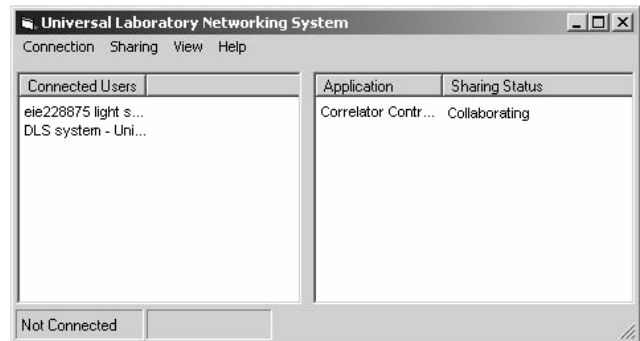 Universal Laboratory Networking System
Connection Sharing View Help
Connected Users
eie228875 light s...
DLS system - Uni...
Application Sharing Status
Correlator Contr... Collaborating
Not Connected